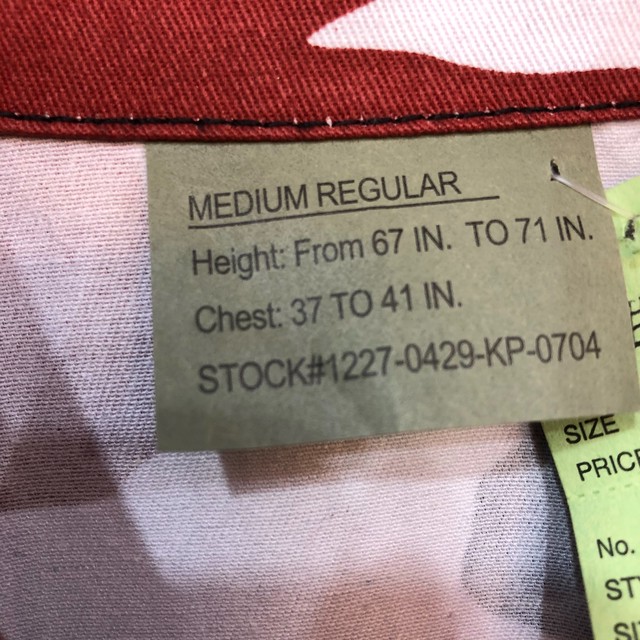 MEDIUM REGULAR
Height: From 67 IN. TO 71 IN.
Chest: 37 TO 41 IN.
STOCK#1227-0429-KP-0704
SIZE
PRICE
No.